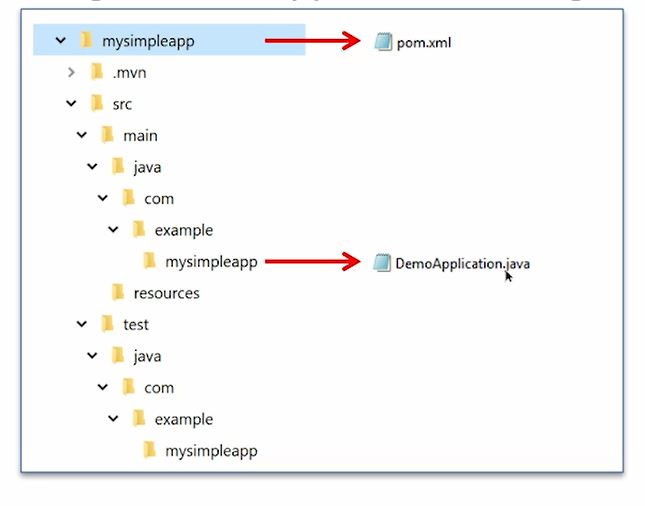 mysimpleapp pom.xml
.mvn
src
main
java
com
example
mysimpleapp DemoApplication.java
resources
test
java
com
example
mysimpleapp